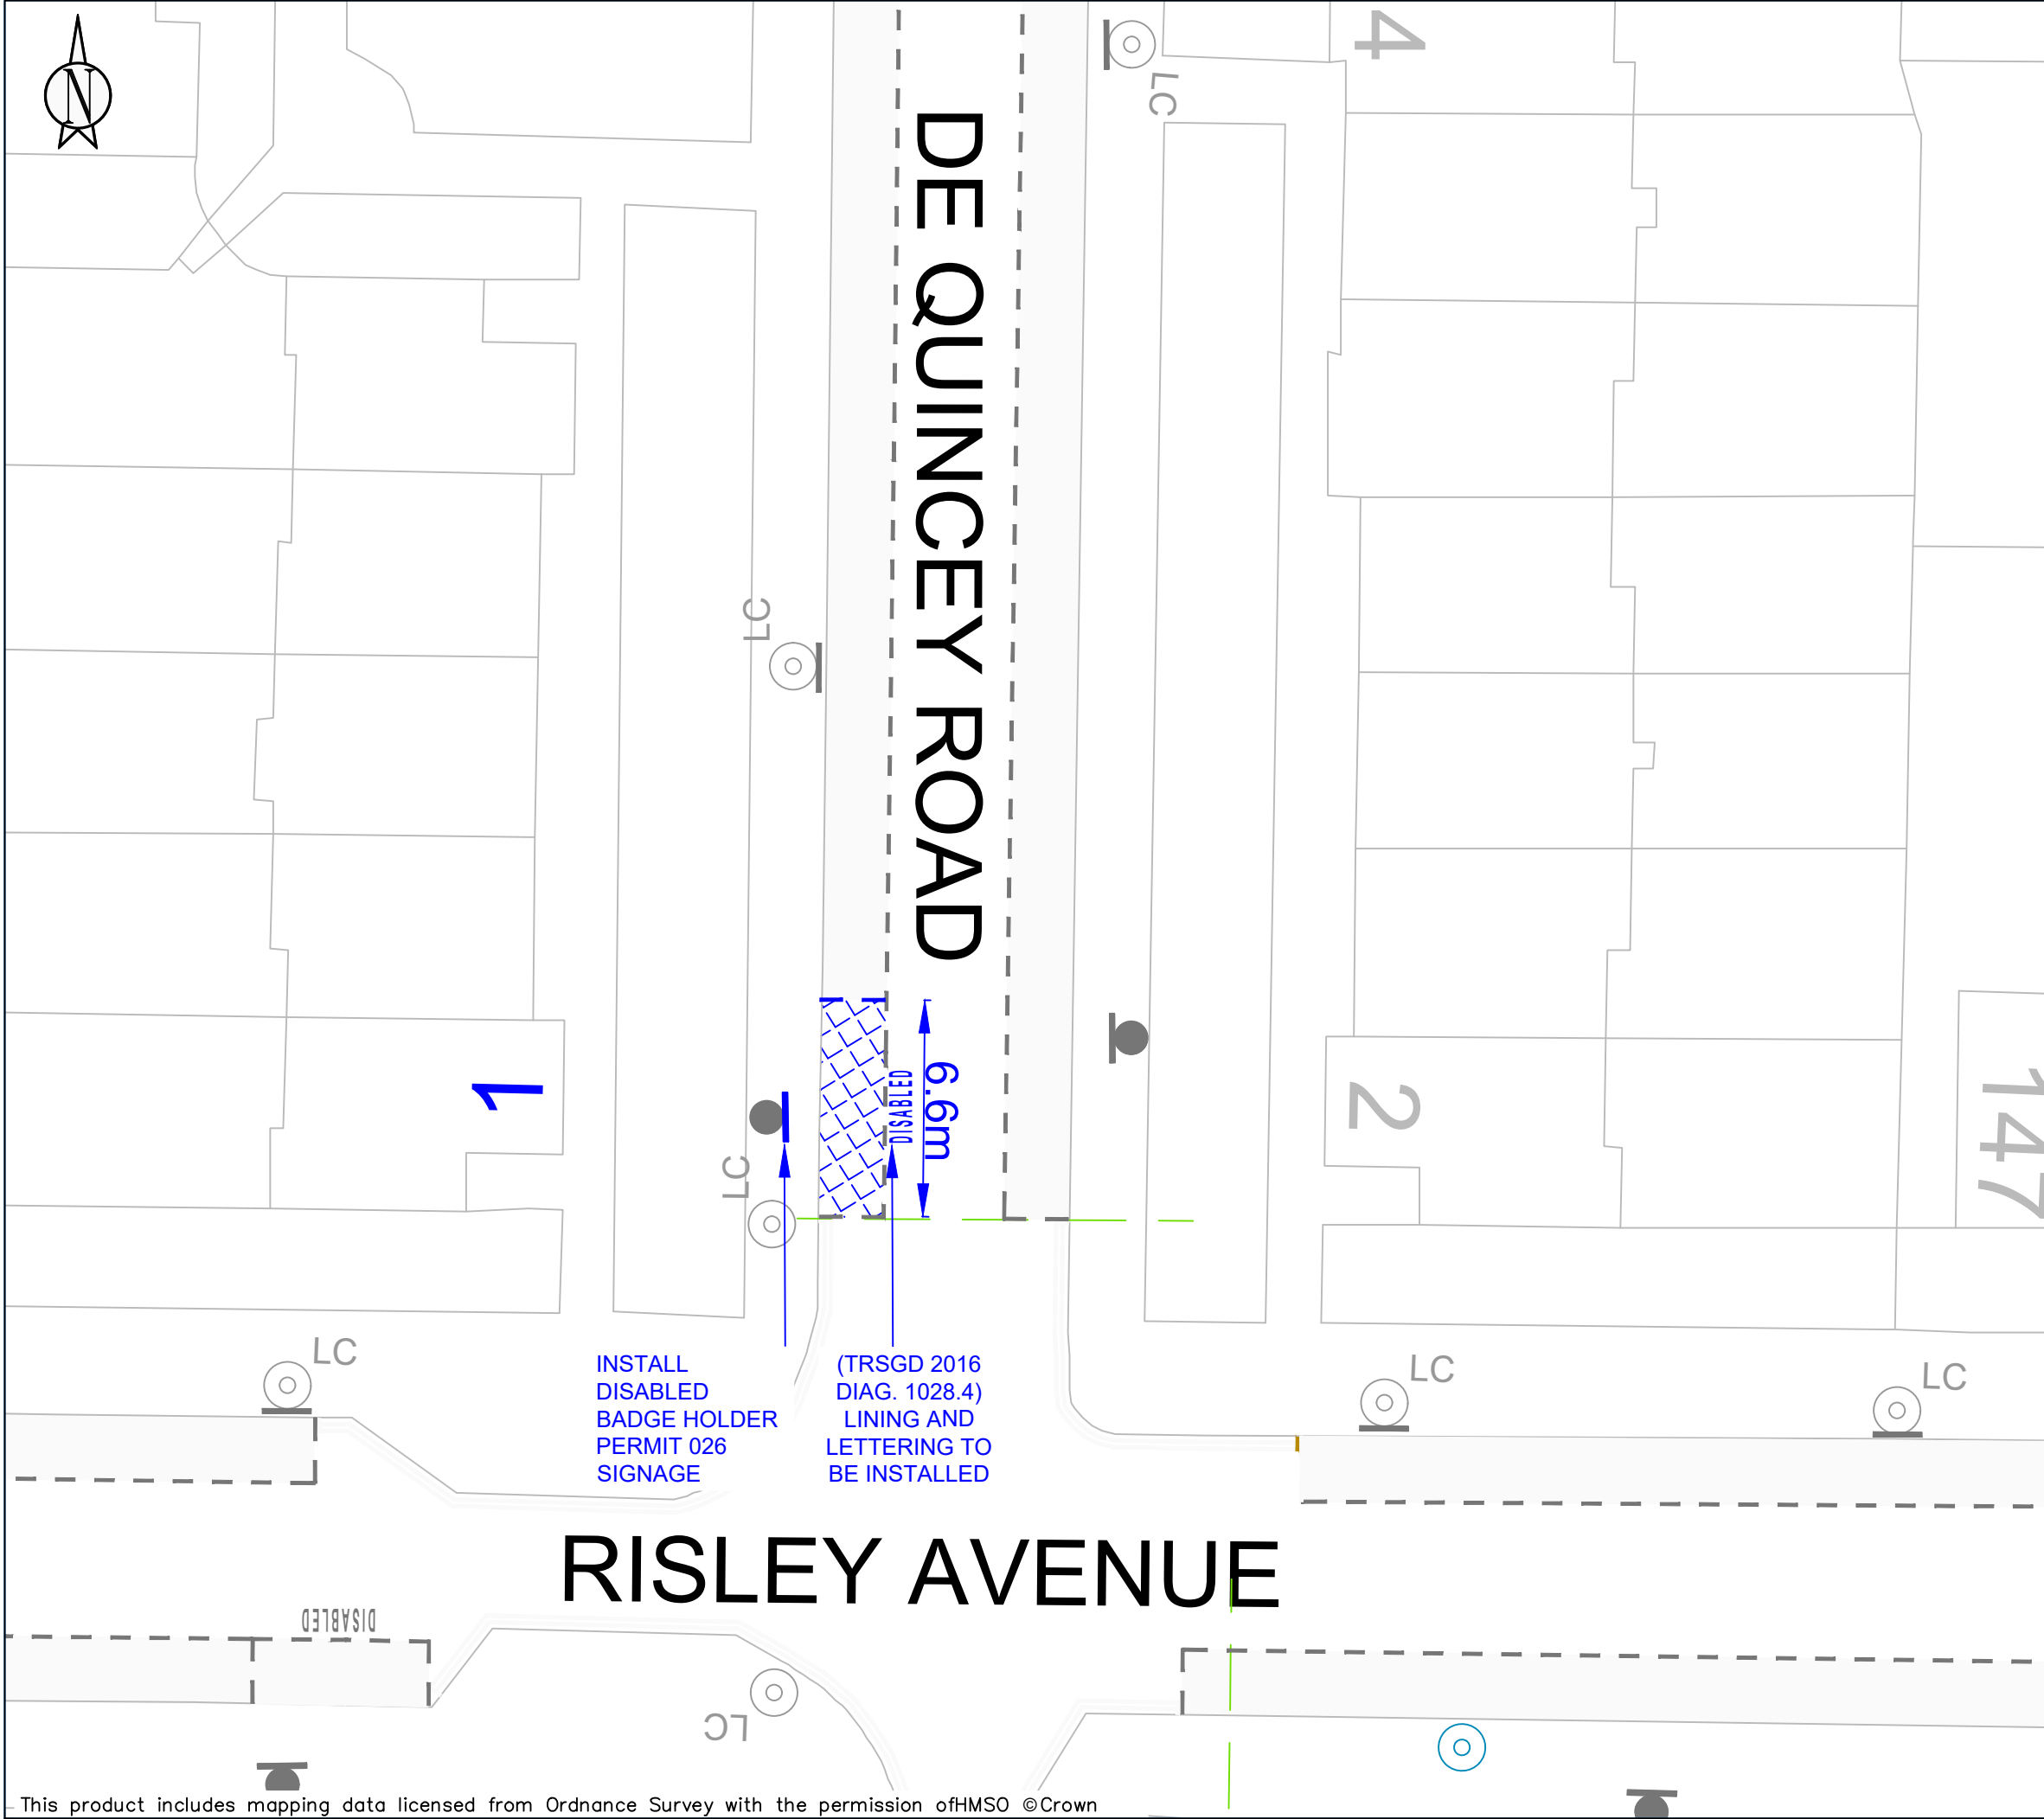 N
4
LC
DE QUINCEY ROAD
LC
1
DISABLED
6.6m
2
147
LC
LC
INSTALL
DISABLED
BADGE HOLDER
PERMIT 026
SIGNAGE
(TRSGD 2016
DIAG. 1028.4)
LINING AND
LETTERING TO
BE INSTALLED
LC
LC
RISLEY AVENUE
DISABLED
LC
This product includes mapping data licensed from Ordnance Survey with the permission ofHMSO ©Crown